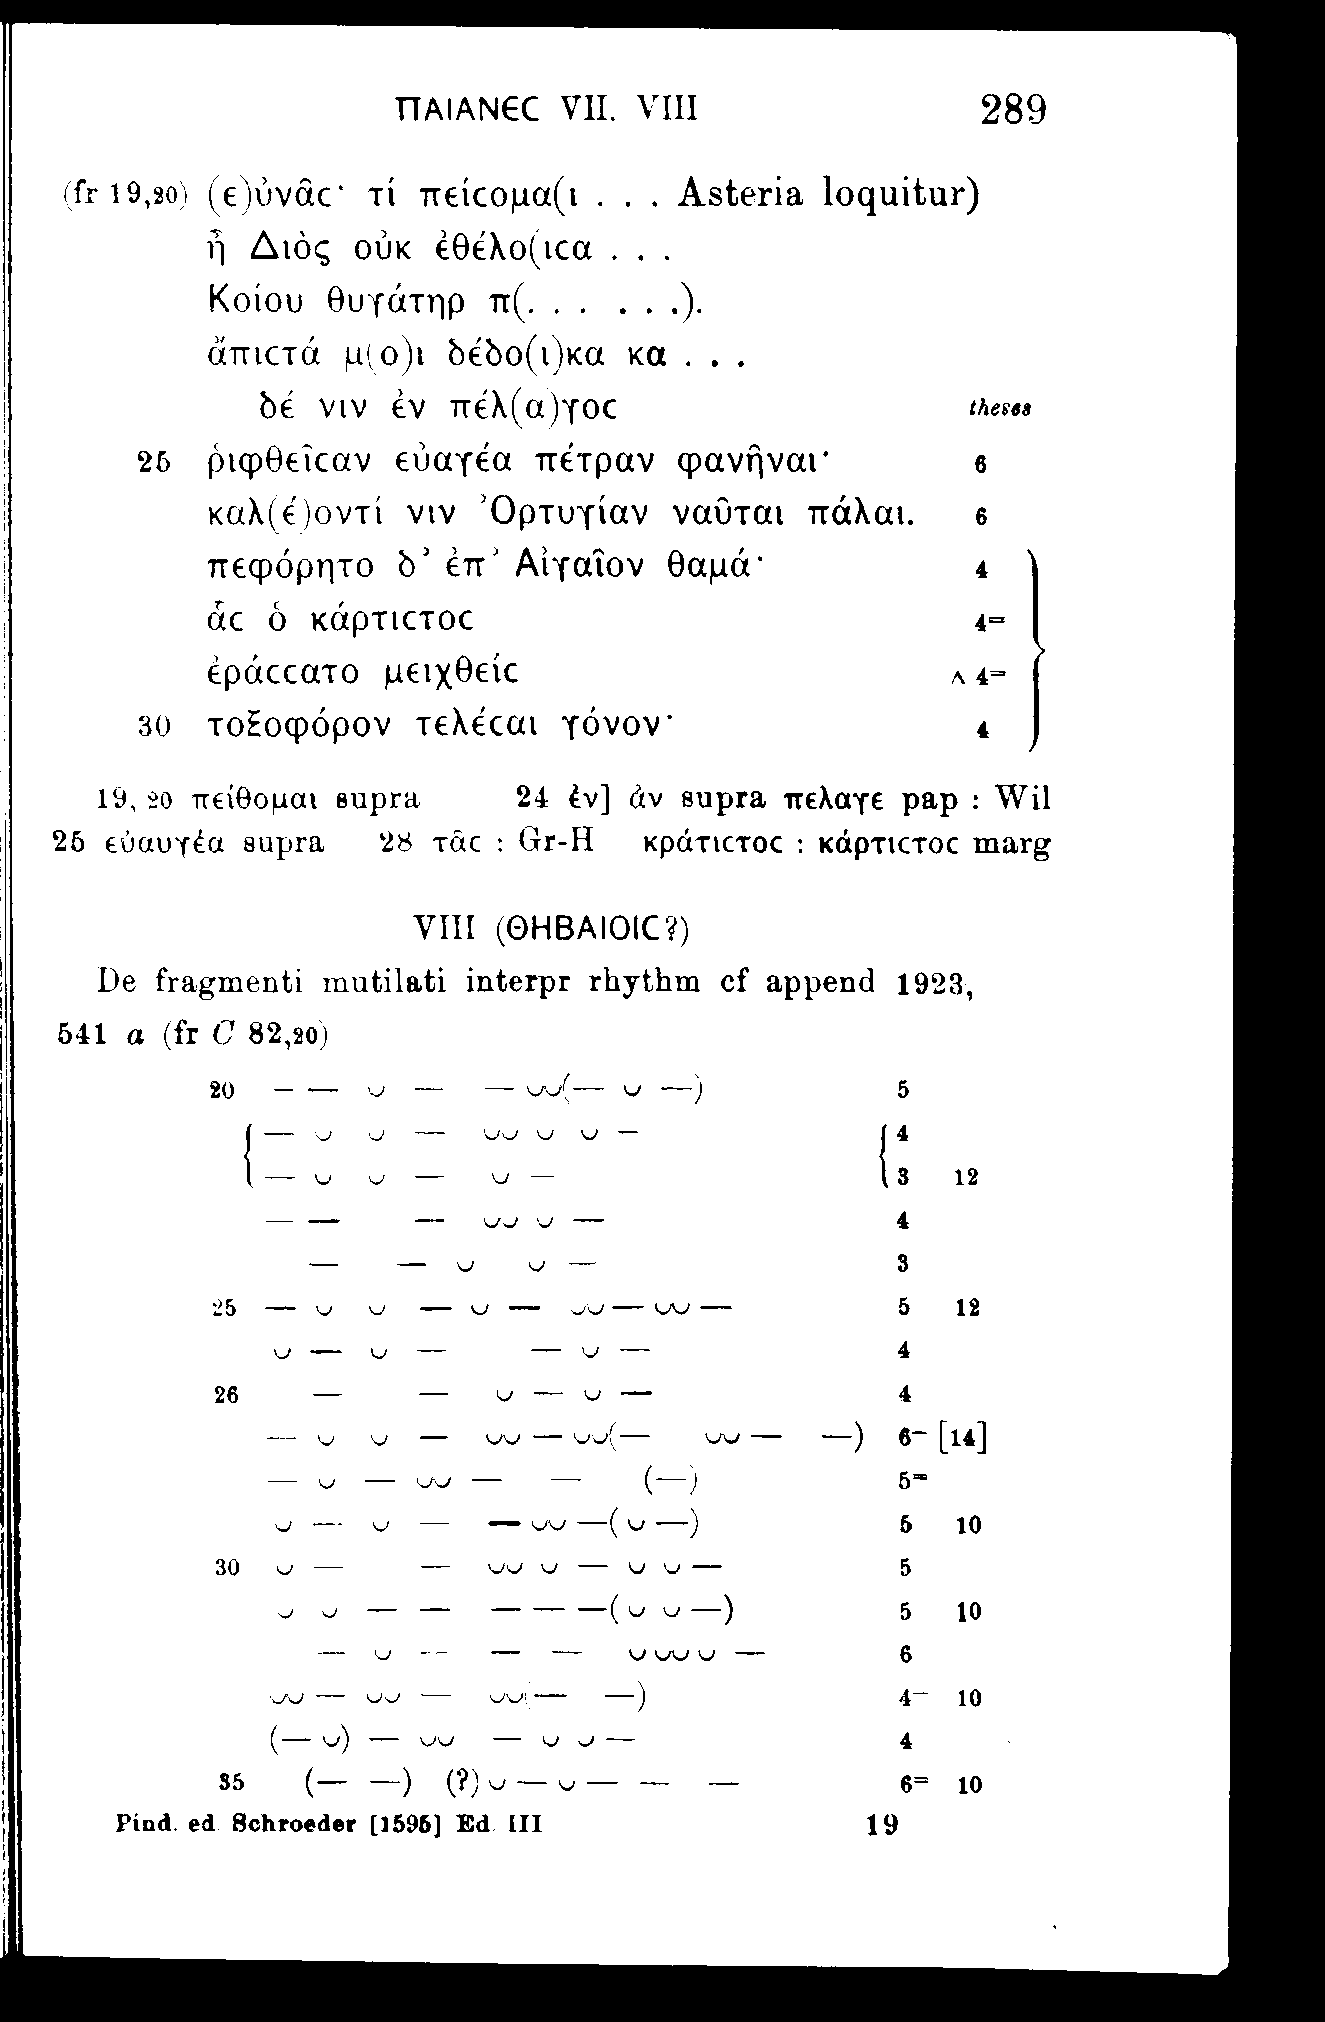 ΠΑΙΑΝЄϹ VII. VIII 289
(fr 19,20) (ε)ὐνᾶϲ· τί πείϲομα(ι . . . Asteria loquitur)
ἢ Διὸς οὐκ ἐθέλο(ιϲα . . .
Κοίου θυγάτηρ π(. . . . . .).
ἄπιϲτά μ(ο)ι δέδο(ι)κα κα . . .
δέ νιν ἐν πέλ(α)γοϲ theses
25 ῥιφθεῖϲαν εὐαγέα πέτραν φανῆναι· 6
καλ(έ)οντί νιν Ὀρτυγίαν ναῦται πάλαι. 6
πεφόρητο δ’ ἐπ’ Αἰγαῖον θαμά· 4
ἇϲ ὁ κάρτιϲτοϲ 4=
ἐράϲϲατο μειχθείϲ ʌ 4=
30 τοξοφόρον τελέϲαι γόνον· 4
19, 20 πείθομαι supra 24 ἐν] ἀν supra πελαγε pap : Wil
25 εὐαυγέα supra 28 τᾶϲ : Gr-H κράτιϲτοϲ : κάρτιϲτοϲ marg
VIII (ΘΗΒΑΙΟΙϹ?)
De fragmenti mutilati interpr rhythm cf append 1923,
541 a (fr C 82,20)
20 — — ⏑ — — ⏑⏑(— ⏑ —) 5
{ — ⏑ ⏑ — ⏑⏑ ⏑ ⏑ — { 4
— ⏑ ⏑ — ⏑ — 3 12
— — — ⏑⏑ ⏑ — 4
— — ⏑ ⏑ — 3
25 — ⏑ ⏑ — ⏑ — ⏑⏑ — ⏑⏑ — 5 12
⏑ — ⏑ — — ⏑ — 4
26 — — ⏑ — ⏑ — 4
— ⏑ ⏑ — ⏑⏑ — ⏑⏑(— ⏑⏑ — —) 6- [14]
— ⏑ — ⏑⏑ — — (—) 5=
⏑ — ⏑ — — ⏑⏑ —( ⏑ —) 5 10
30 ⏑ — — ⏑⏑ ⏑ — ⏑ ⏑ — 5
⏑ ⏑ — — — — —( ⏑ ⏑ —) 5 10
— ⏑ — — — ⏑ ⏑⏑ ⏑ — 6
⏑⏑ — ⏑⏑ — ⏑⏑(— —) 4- 10
(— ⏑) — ⏑⏑ — ⏑ ⏑ — 4
35 (— —) (?) ⏑ — ⏑ — — — 6= 10
Pind. ed Schroeder [1595] Ed. III 19